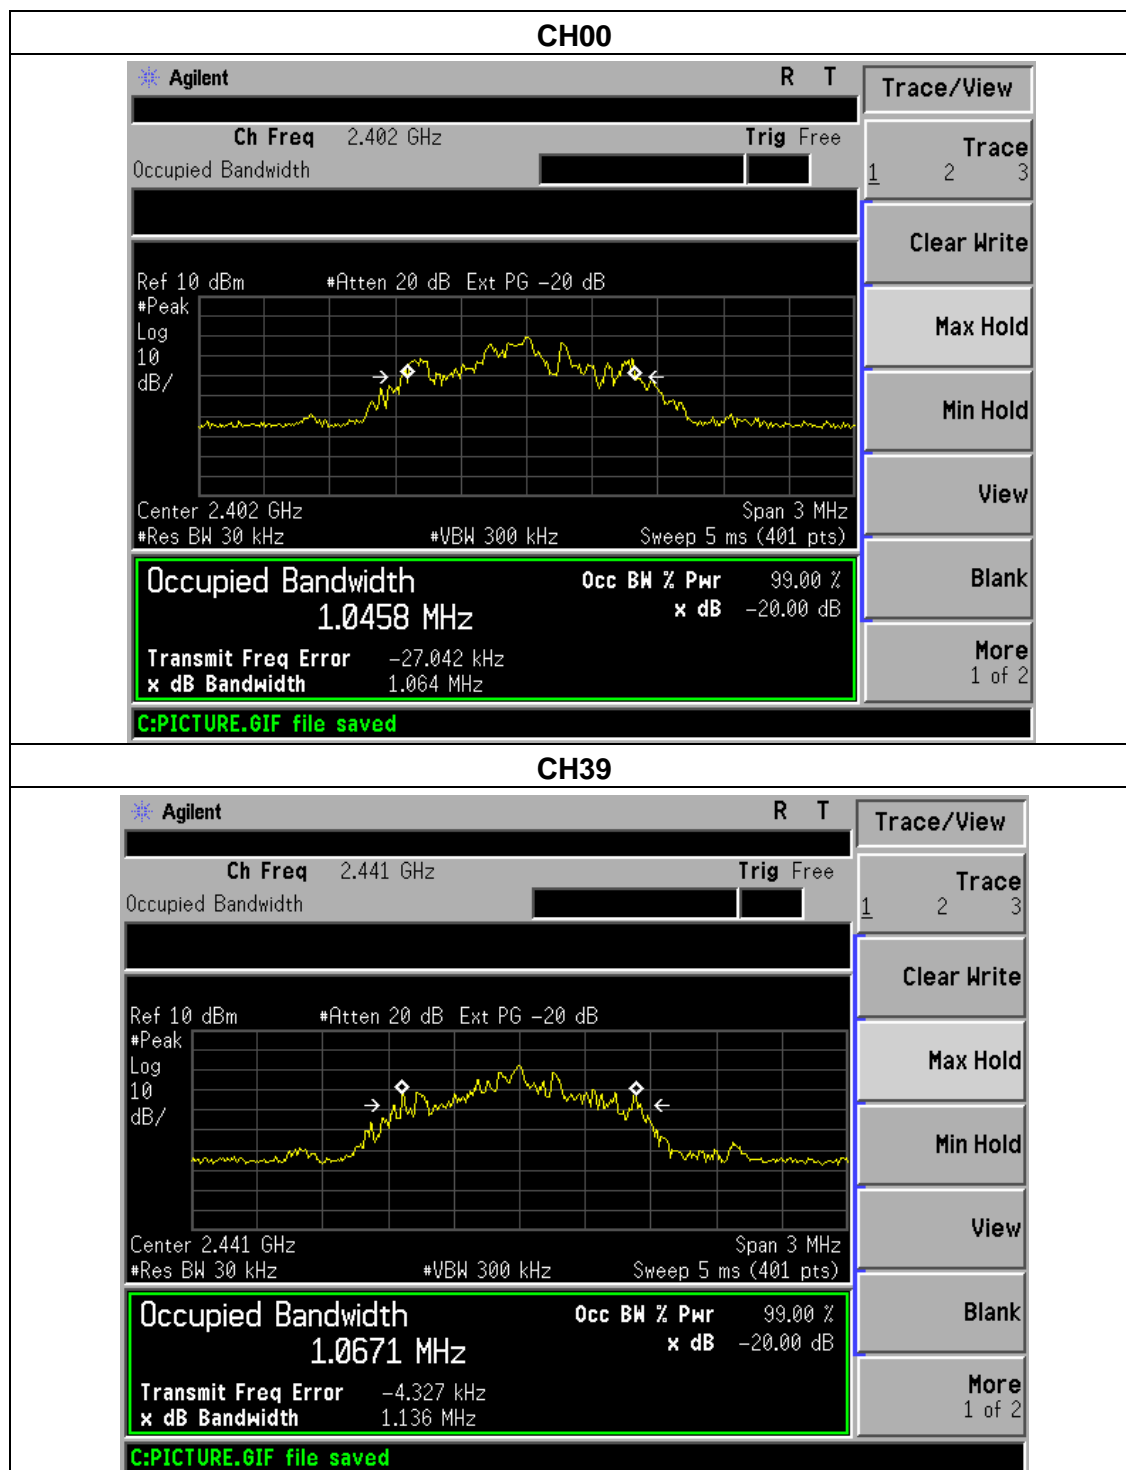 CH00
Agilent R T
Trace/View
Ch Freq 2.402 GHz Trig Free
Occupied Bandwidth
Trace
1 2 3
Clear Write
Max Hold
Min Hold
View
Blank
More
1 of 2
Ref 10 dBm #Atten 20 dB Ext PG -20 dB
#Peak
Log
10
dB/
Center 2.402 GHz Span 3 MHz
#Res BW 30 kHz #VBW 300 kHz Sweep 5 ms (401 pts)
Occupied Bandwidth Occ BW % Pwr 99.00 %
1.0458 MHz x dB -20.00 dB
Transmit Freq Error -27.042 kHz
x dB Bandwidth 1.064 MHz
C:PICTURE.GIF file saved
CH39
Agilent R T
Trace/View
Ch Freq 2.441 GHz Trig Free
Occupied Bandwidth
Trace
1 2 3
Clear Write
Max Hold
Min Hold
View
Blank
More
1 of 2
Ref 10 dBm #Atten 20 dB Ext PG -20 dB
#Peak
Log
10
dB/
Center 2.441 GHz Span 3 MHz
#Res BW 30 kHz #VBW 300 kHz Sweep 5 ms (401 pts)
Occupied Bandwidth Occ BW % Pwr 99.00 %
1.0671 MHz x dB -20.00 dB
Transmit Freq Error -4.327 kHz
x dB Bandwidth 1.136 MHz
C:PICTURE.GIF file saved